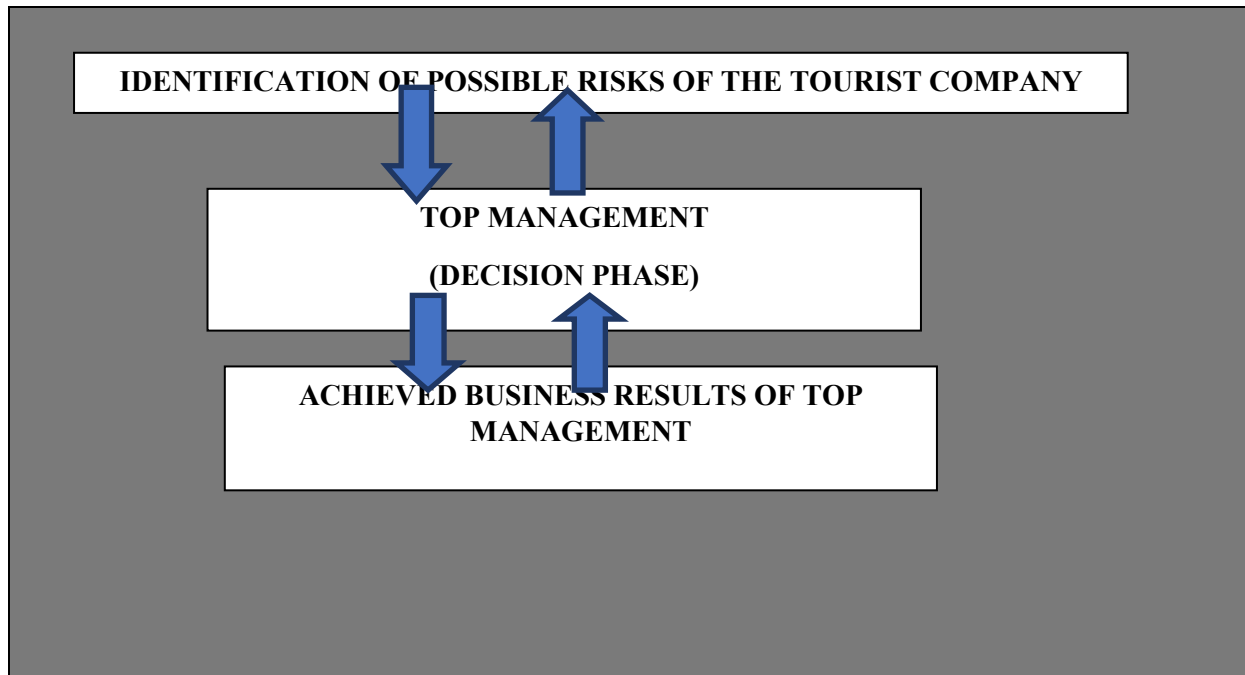 IDENTIFICATION OF POSSIBLE RISKS OF THE TOURIST COMPANY
TOP MANAGEMENT
(DECISION PHASE)
ACHIEVED BUSINESS RESULTS OF TOP
MANAGEMENT